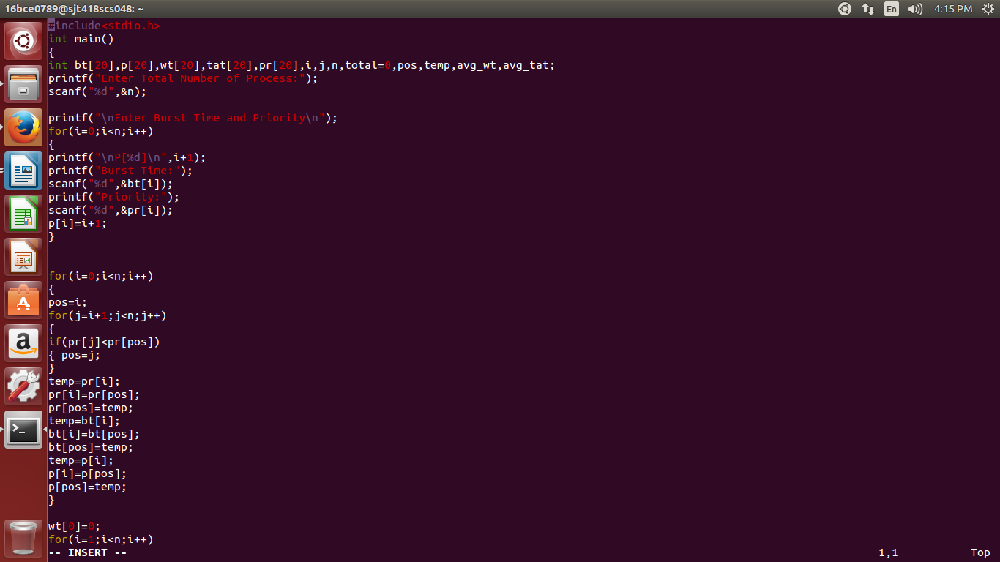 16bce0789@sjt418scs048: ~
En
4:15 PM
#include<stdio.h>
int main()
{
int bt[20],p[20],wt[20],tat[20],pr[20],i,j,n,total=0,pos,temp,avg_wt,avg_tat;
printf("Enter Total Number of Process:");
scanf("%d",&n);

printf("\nEnter Burst Time and Priority\n");
for(i=0;i<n;i++)
{
printf("\nP[%d]\n",i+1);
printf("Burst Time:");
scanf("%d",&bt[i]);
printf("Priority:");
scanf("%d",&pr[i]);
p[i]=i+1;
}

for(i=0;i<n;i++)
{
pos=i;
for(j=i+1;j<n;j++)
{
if(pr[j]<pr[pos])
{ pos=j;
}
temp=pr[i];
pr[i]=pr[pos];
pr[pos]=temp;
temp=bt[i];
bt[i]=bt[pos];
bt[pos]=temp;
temp=p[i];
p[i]=p[pos];
p[pos]=temp;
}

wt[0]=0;
for(i=1;i<n;i++)
-- INSERT -- 1,1 Top